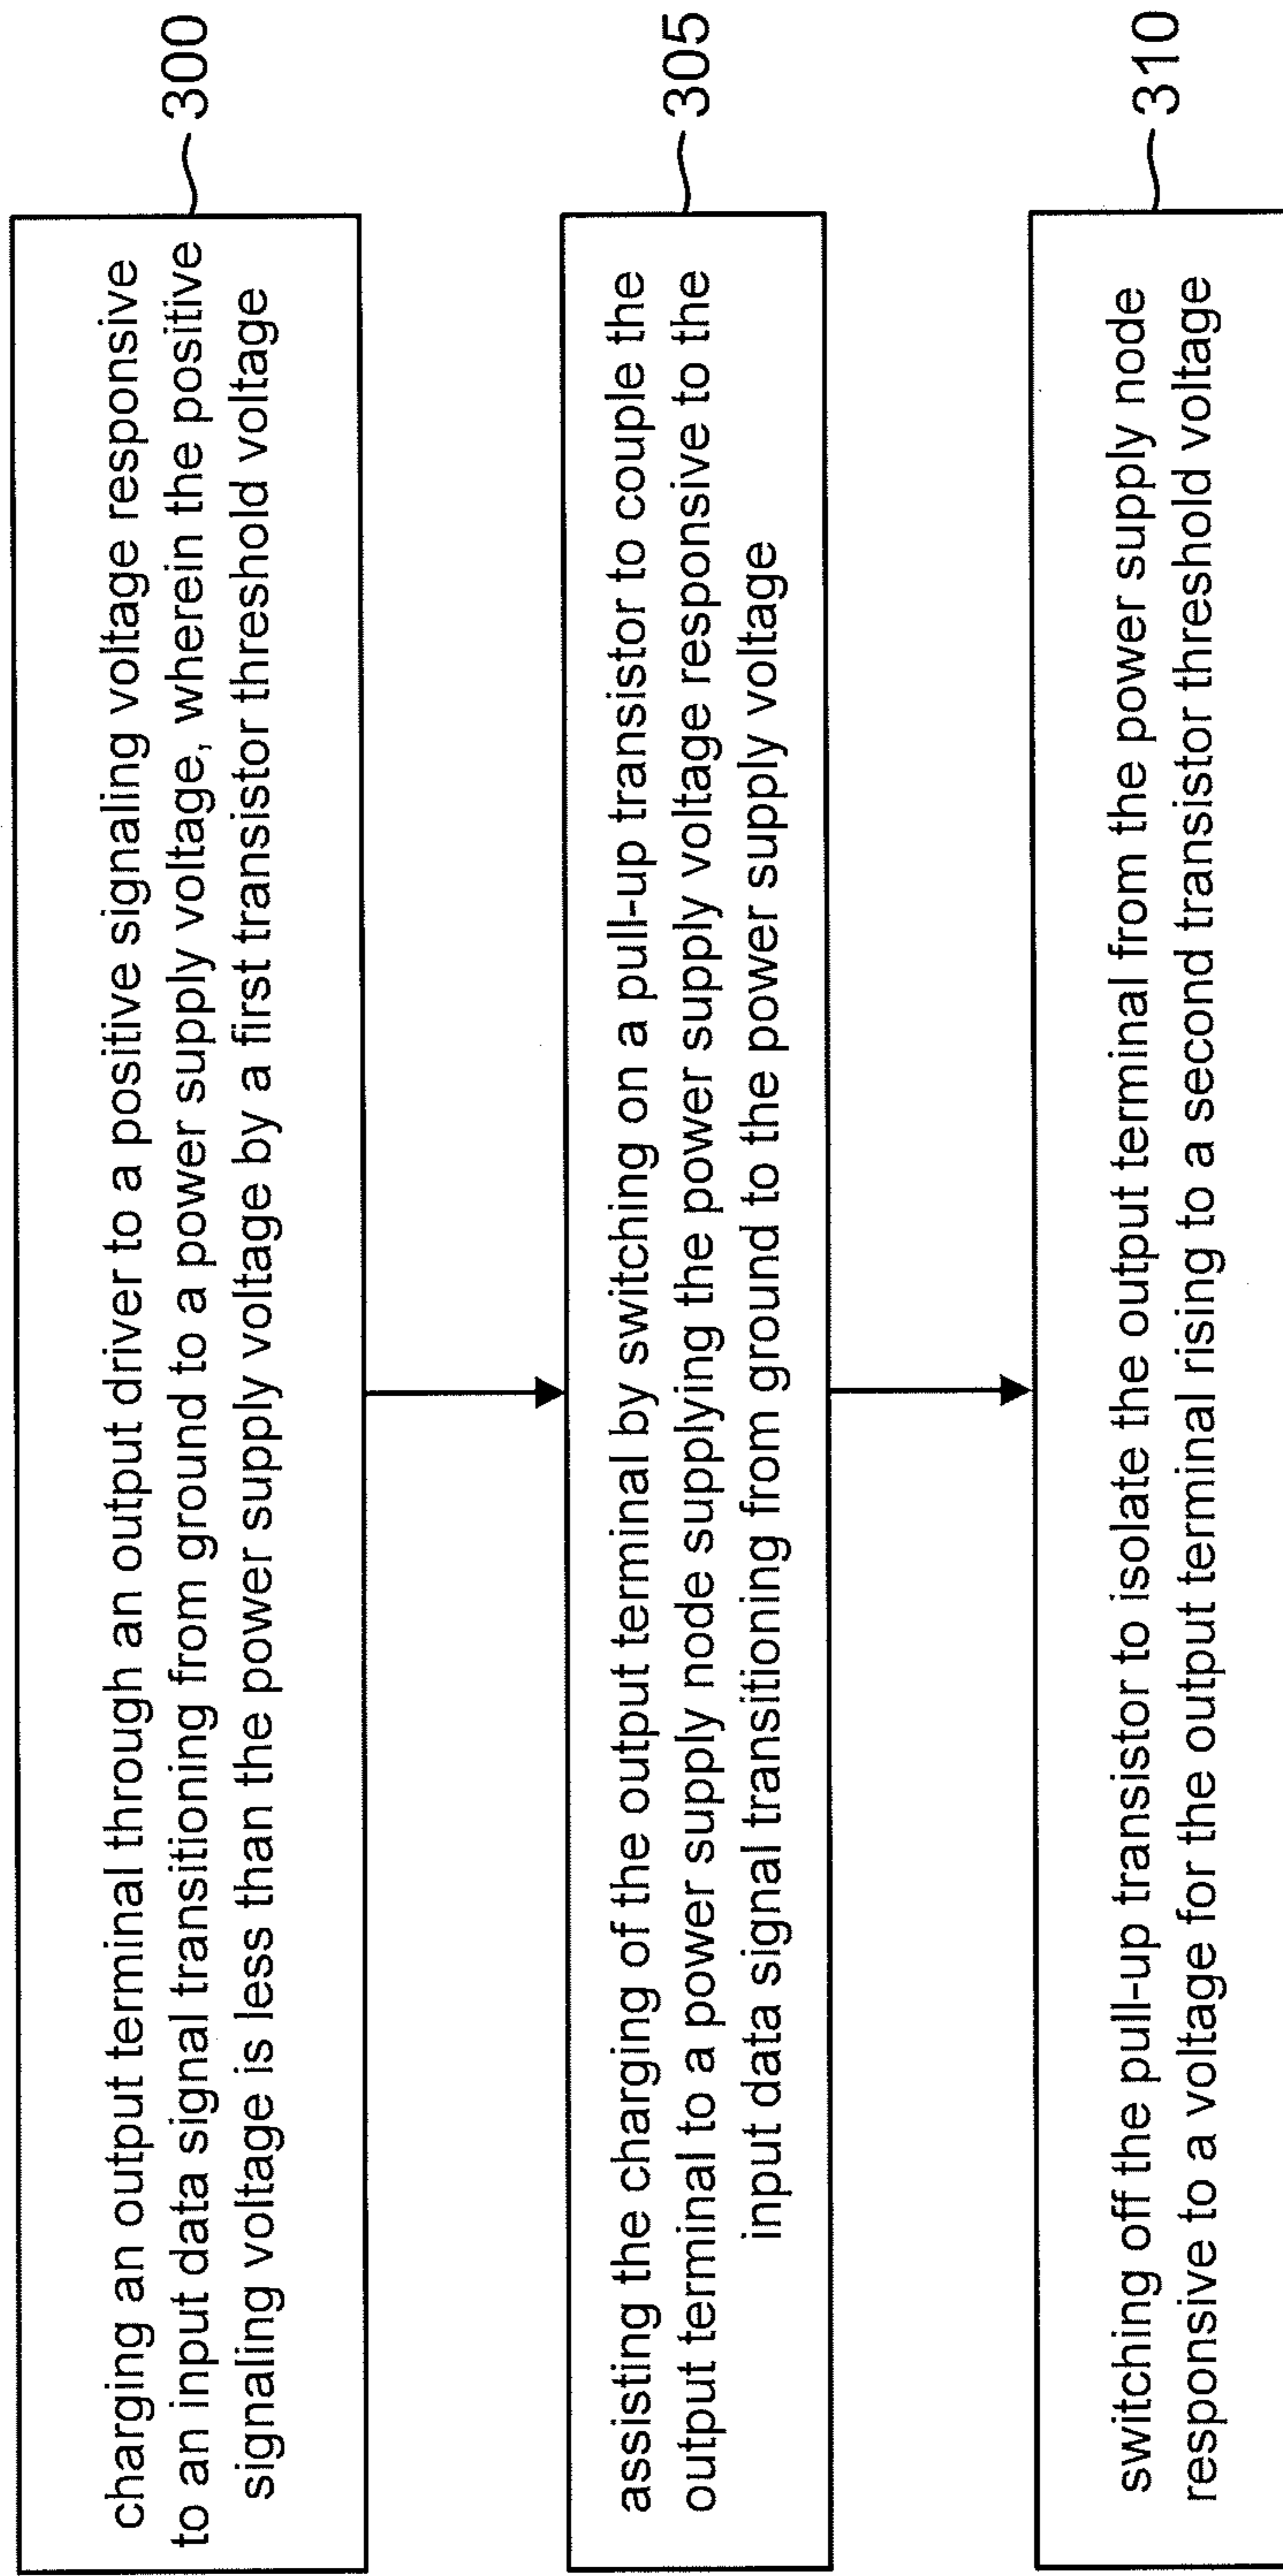 charging an output terminal through an output driver to a positive signaling voltage responsive
to an input data signal transitioning from ground to a power supply voltage, wherein the positive
signaling voltage is less than the power supply voltage by a first transistor threshold voltage
300
assisting the charging of the output terminal by switching on a pull-up transistor to couple the
output terminal to a power supply node supplying the power supply voltage responsive to the
input data signal transitioning from ground to the power supply voltage
305
switching off the pull-up transistor to isolate the output terminal from the power supply node
responsive to a voltage for the output terminal rising to a second transistor threshold voltage
310